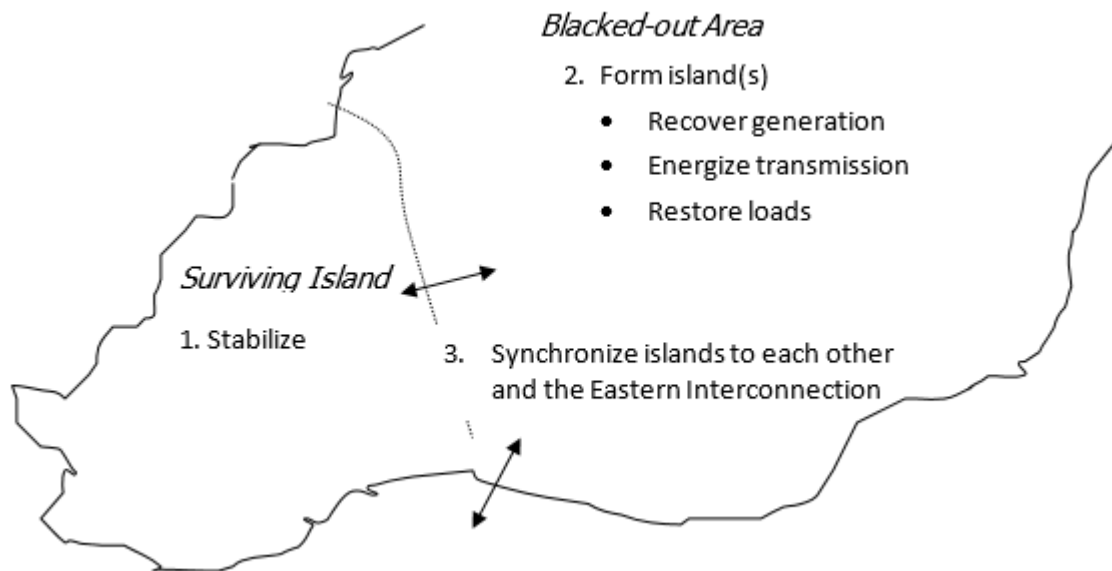 Blacked-out Area
2. Form island(s)
• Recover generation
• Energize transmission
• Restore loads
Surviving Island
1. Stabilize
3. Synchronize islands to each other
and the Eastern Interconnection